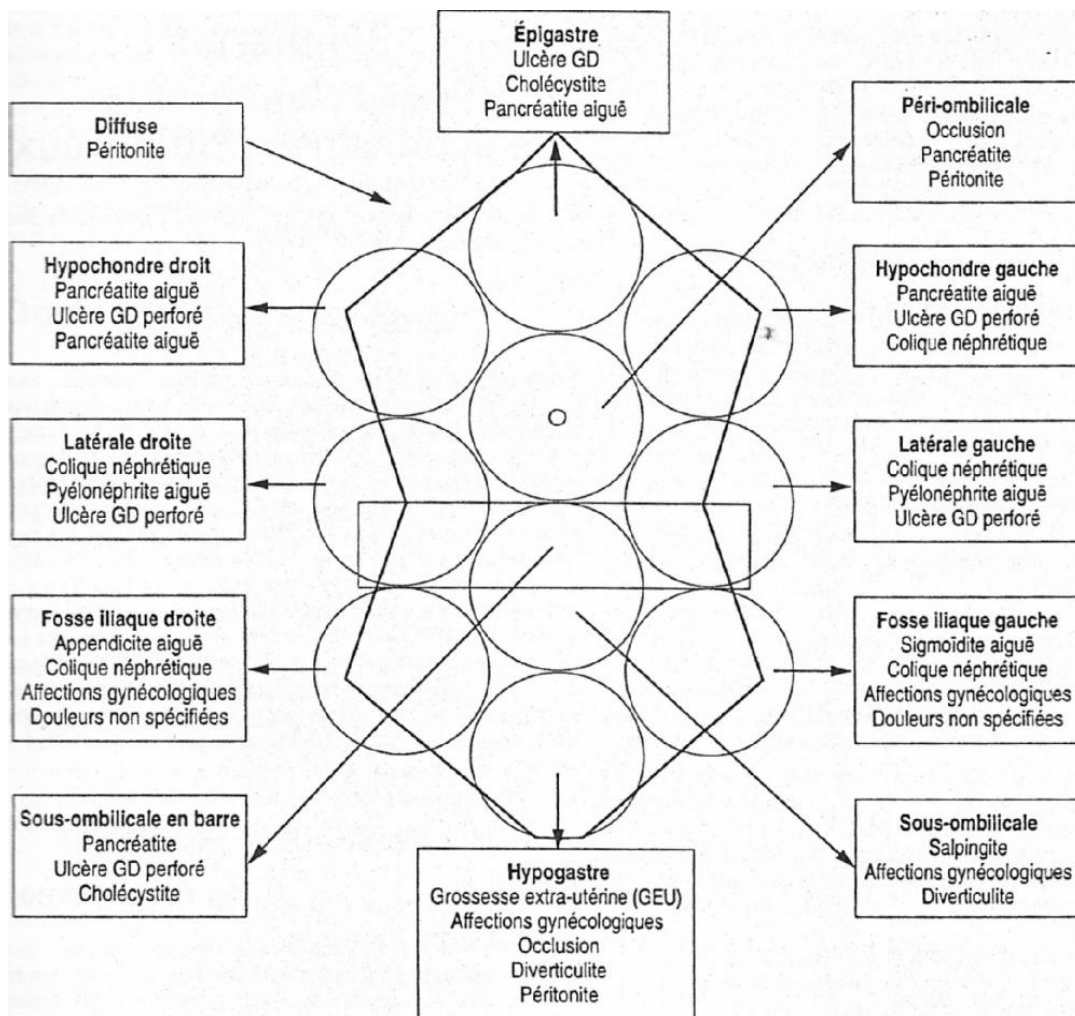 Épigastre
Ulcère GD
Cholécystite
Pancréatite aiguë
Diffuse
Péritonite
Péri-ombilicale
Occlusion
Pancréatite
Péritonite
Hypochondre droit
Pancréatite aiguë
Ulcère GD perforé
Pancréatite aiguë
Hypochondre gauche
Pancréatite aiguë
Ulcère GD perforé
Colique néphrétique
Latérale droite
Colique néphrétique
Pyélonéphrite aiguë
Ulcère GD perforé
Latérale gauche
Colique néphrétique
Pyélonéphrite aiguë
Ulcère GD perforé
Fosse iliaque droite
Appendicite aiguë
Colique néphrétique
Affections gynécologiques
Douleurs non spécifiées
Fosse iliaque gauche
Sigmoïdite aiguë
Colique néphrétique
Affections gynécologiques
Douleurs non spécifiées
Sous-ombilicale en barre
Pancréatite
Ulcère GD perforé
Cholécystite
Hypogastre
Grossesse extra-utérine (GEU)
Affections gynécologiques
Occlusion
Diverticulite
Péritonite
Sous-ombilicale
Salpingite
Affections gynécologiques
Diverticulite